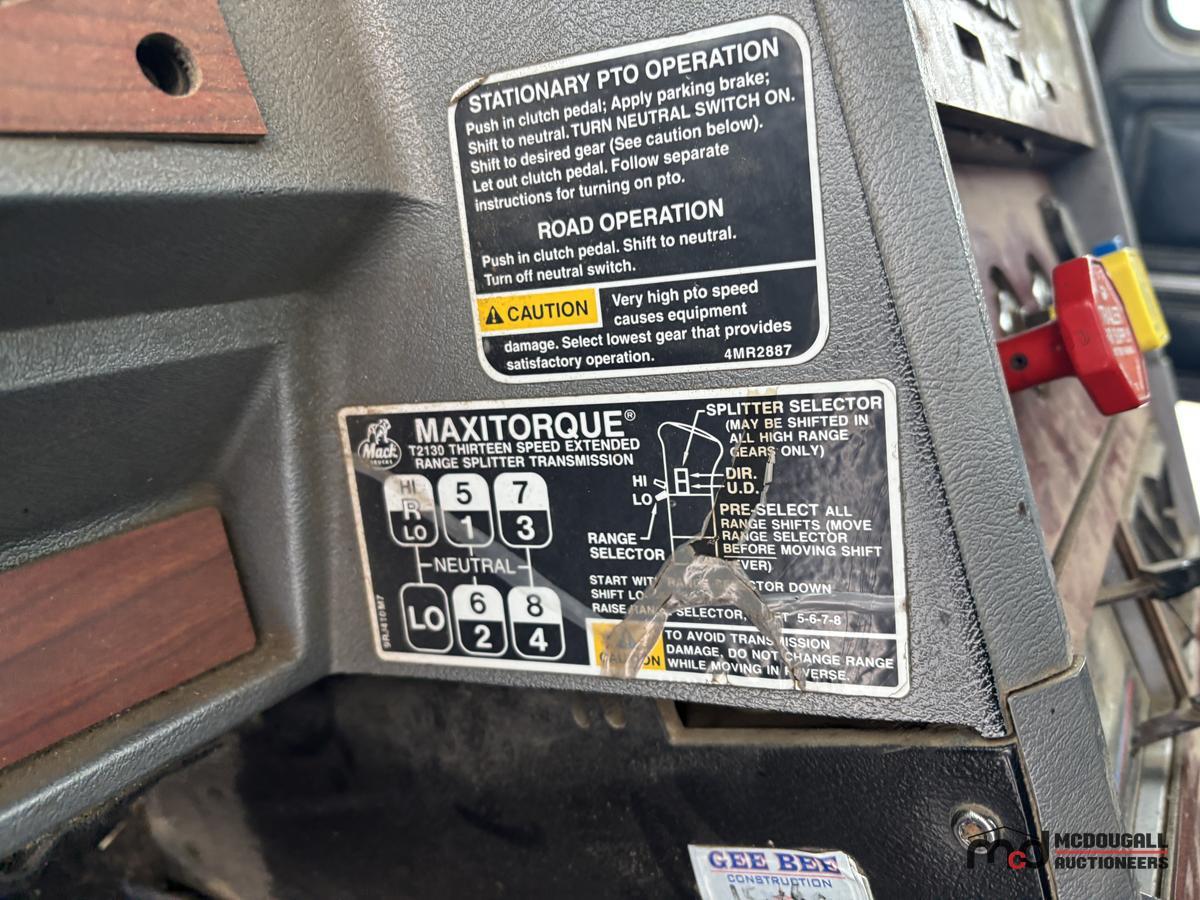 STATIONARY PTO OPERATION
Push in clutch pedal; Apply parking brake;
Shift to neutral. TURN NEUTRAL SWITCH ON.
Shift to desired gear (See caution below).
Let out clutch pedal. Follow separate
instructions for turning on pto.
ROAD OPERATION
Push in clutch pedal. Shift to neutral.
Turn off neutral switch.
CAUTION
Very high pto speed
causes equipment
damage. Select lowest gear that provides
satisfactory operation.
4MR2887
Mack
TRUCKS
MAXITORQUE®
T2130 THIRTEEN SPEED EXTENDED
RANGE SPLITTER TRANSMISSION
HI
R
LO
5
1
7
3
NEUTRAL
LO
6
2
8
4
SPLITTER SELECTOR
(MAY BE SHIFTED IN
ALL HIGH RANGE
GEARS ONLY)
HI
LO
DIR.
U.D.
RANGE
SELECTOR
PRE-SELECT ALL
RANGE SHIFTS (MOVE
RANGE SELECTOR
BEFORE MOVING SHIFT
EVER)
START WITH RANGE DOWN
SHIFT LO
RAISE RANGE SELECTOR, 5-6-7-8
CAUTION
TO AVOID TRANSMISSION
DAMAGE, DO NOT CHANGE RANGE
WHILE MOVING IN REVERSE.
GEE BEE
CONSTRUCTION
mcd
MCDOUGALL
AUCTIONEERS